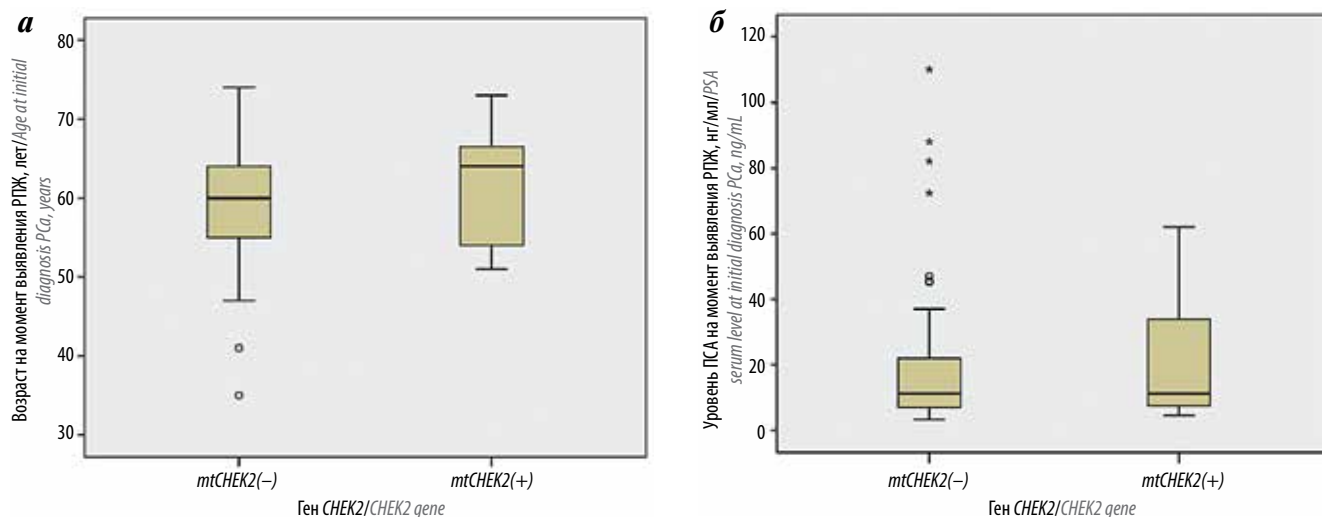 а
80
70
60
50
40
30
Возраст на момент выявления РПЖ, лет/Age at initial
diagnosis PCa, years
mtCHEK2(–)
mtCHEK2(+)
Ген CHEK2/CHEK2 gene
б
120
100
80
60
40
20
0
Уровень ПСА на момент выявления РПЖ, нг/мл/PSA
serum level at initial diagnosis PCa, ng/mL
mtCHEK2(–)
mtCHEK2(+)
Ген CHEK2/CHEK2 gene